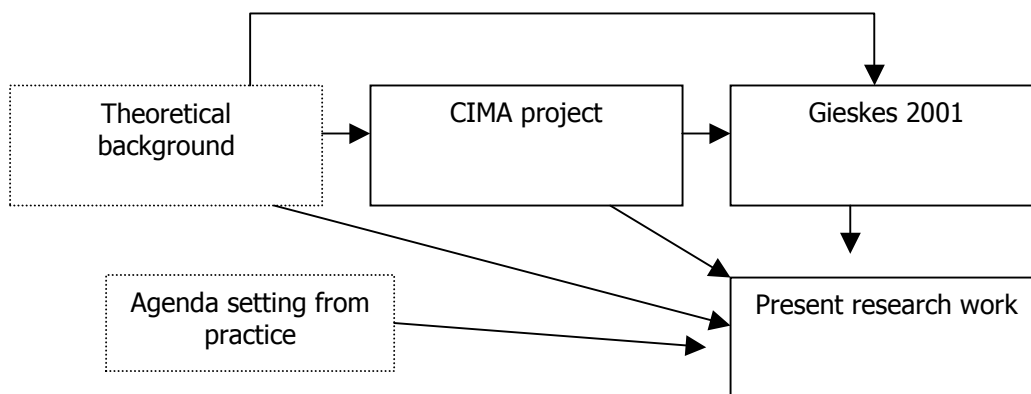 Theoretical
background
CIMA project
Gieskes 2001
Agenda setting from
practice
Present research work